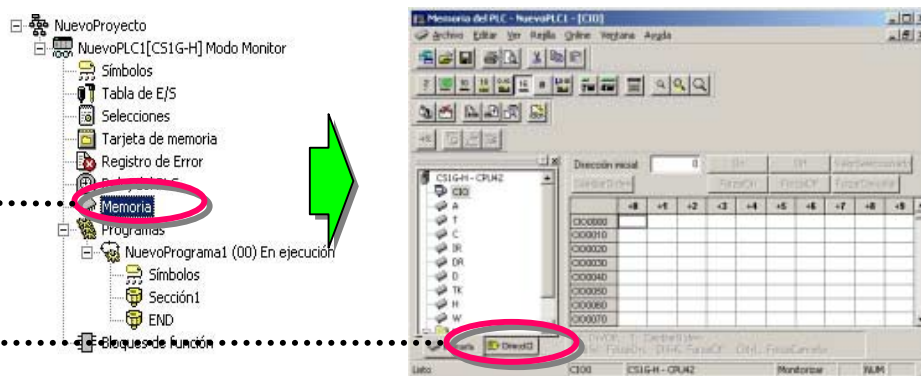 NuevoProyecto
NuevoPLC1[CS1G-H] Modo Monitor
Símbolos
Tabla de E/S
Selecciones
Tarjeta de memoria
Registro de Error
Memoria
Programas
NuevoPrograma1 (00) En ejecución
Símbolos
Sección1
END
Bloques de función
Memoria del PLC - NuevoPLC1 - [CIO]
Archivo Editar Ver Rejilla Online Ventana Ayuda
Dirección inicial: 0
CS1G-H - CPU42
CIO
A
T
C
IR
DR
D
TK
H
W
+0 +1 +2 +3 +4 +5 +6 +7 +8 +9
CIO0000
CIO0010
CIO0020
CIO0030
CIO0040
CIO0050
CIO0060
CIO0070
Listo CIO0 CS1G-H - CPU42 Monitorizar NUM